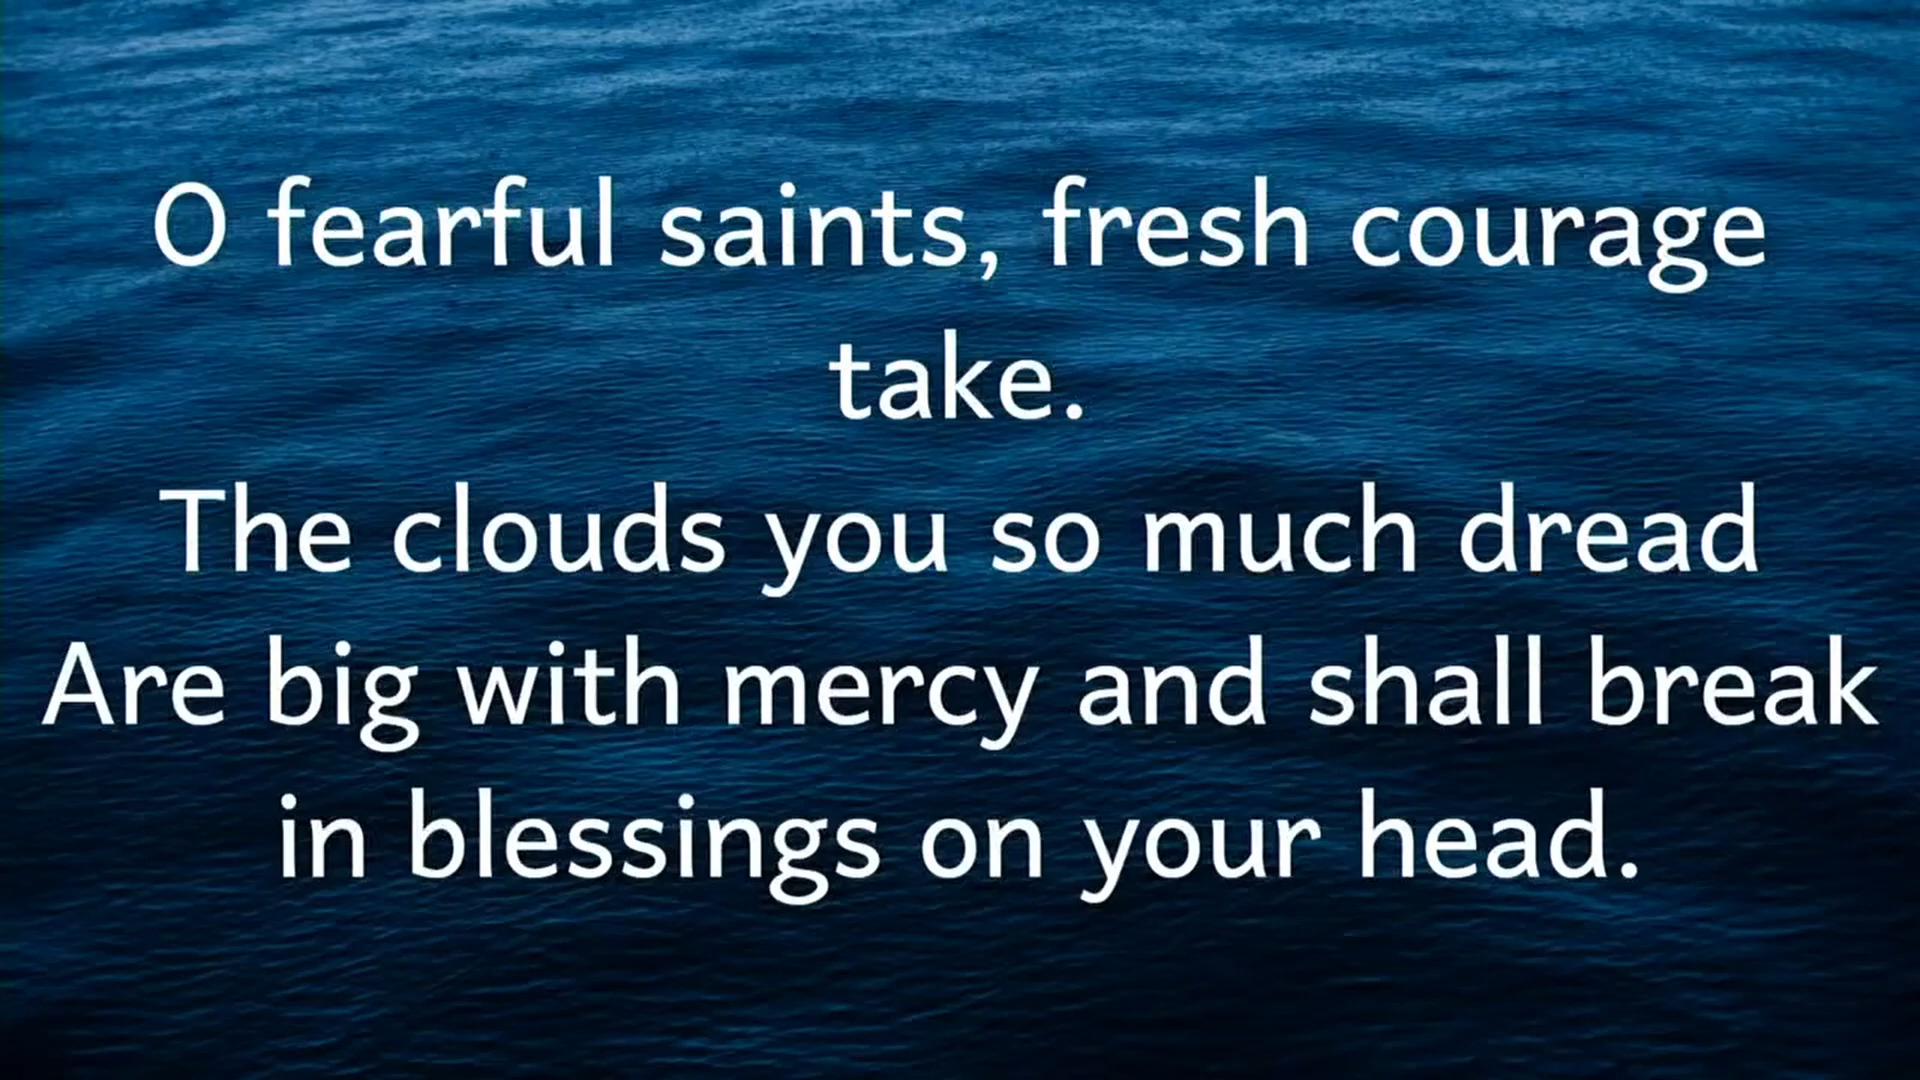 O fearful saints, fresh courage
take.
The clouds you so much dread
Are big with mercy and shall break
in blessings on your head.